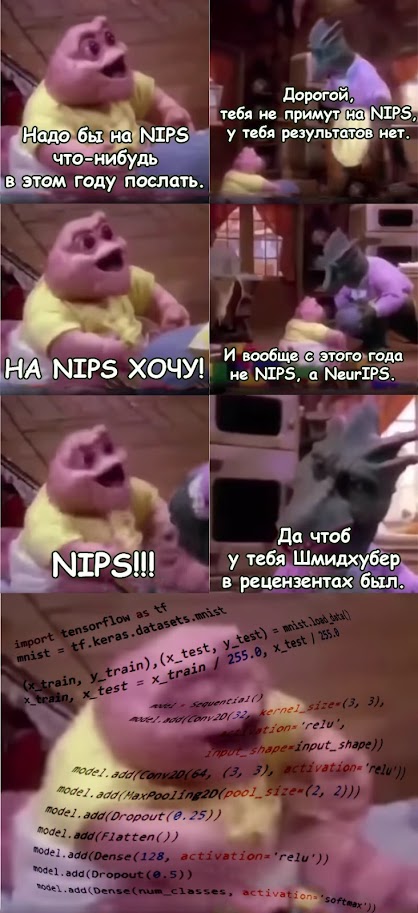 Надо бы на NIPS
что-нибудь
в этом году послать.
Дорогой,
тебя не примут на NIPS,
у тебя результатов нет.
НА NIPS ХОЧУ!
И вообще с этого года
не NIPS, а NeurIPS.
NIPS!!!
Да чтоб
у тебя Шмидхубер
в рецензентах был.
import tensorflow as tf
mnist = tf.keras.datasets.mnist
(x_train, y_train),(x_test, y_test) = mnist.load_data()
x_train, x_test = x_train / 255.0, x_test / 255.0
model = Sequential()
model.add(Conv2D(32, kernel_size=(3, 3),
activation='relu',
input_shape=input_shape))
model.add(Conv2D(64, (3, 3), activation='relu'))
model.add(MaxPooling2D(pool_size=(2, 2)))
model.add(Dropout(0.25))
model.add(Flatten())
model.add(Dense(128, activation='relu'))
model.add(Dropout(0.5))
model.add(Dense(num_classes, activation='softmax'))